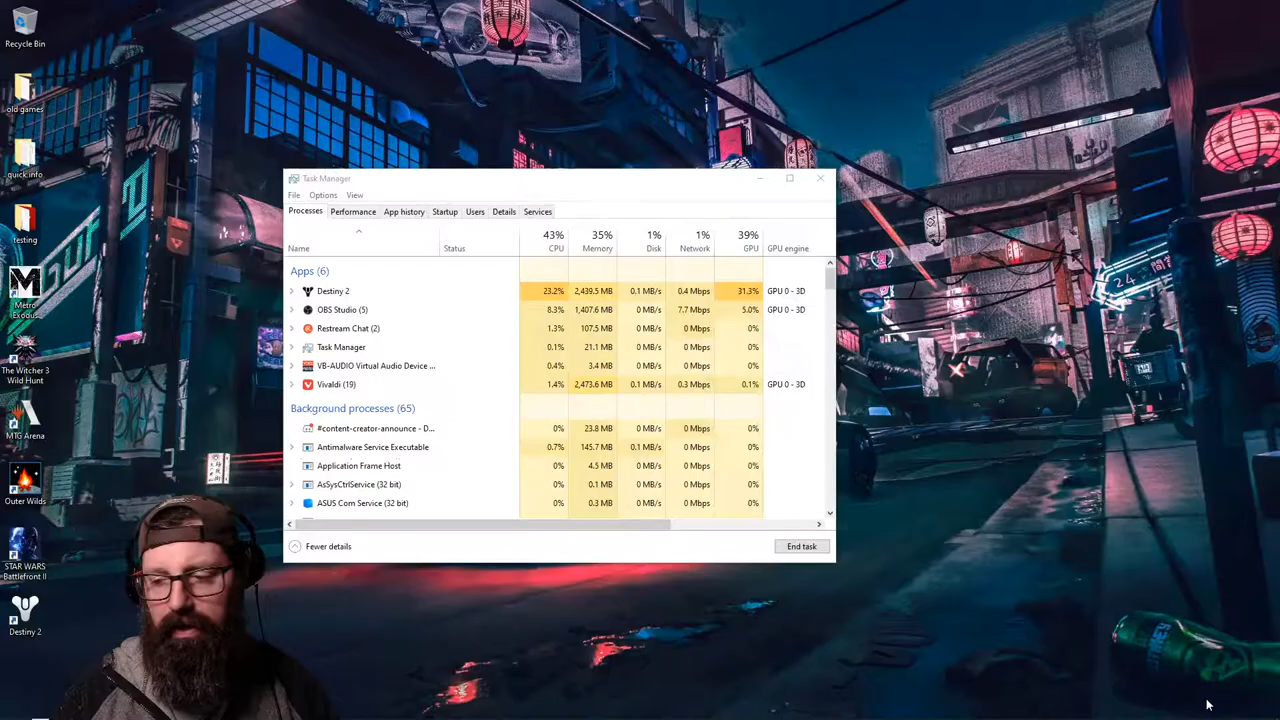 Recycle Bin
old games
quick info
testing
Metro
Exodus
The Witcher 3
Wild Hunt
MTG Arena
Outer Wilds
STAR WARS
Battlefront II
Destiny 2
Task Manager
File Options View
Processes Performance App history Startup Users Details Services
43% 35% 1% 1% 39%
Name Status CPU Memory Disk Network GPU GPU engine
Apps (6)
Destiny 2 23.2% 2,439.5 MB 0.1 MB/s 0.4 Mbps 31.3% GPU 0 - 3D
OBS Studio (5) 8.3% 1,407.6 MB 0 MB/s 7.7 Mbps 5.0% GPU 0 - 3D
Restream Chat (2) 1.3% 107.5 MB 0 MB/s 0 Mbps 0%
Task Manager 0.1% 21.1 MB 0 MB/s 0 Mbps 0%
VB-AUDIO Virtual Audio Device ... 0.4% 3.4 MB 0 MB/s 0 Mbps 0%
Vivaldi (19) 1.4% 2,473.6 MB 0.1 MB/s 0.3 Mbps 0.1% GPU 0 - 3D
Background processes (65)
#content-creator-announce - D... 0% 23.8 MB 0 MB/s 0 Mbps 0%
Antimalware Service Executable 0.7% 145.7 MB 0.1 MB/s 0 Mbps 0%
Application Frame Host 0% 4.5 MB 0 MB/s 0 Mbps 0%
AsSysCtrlService (32 bit) 0% 0.1 MB 0 MB/s 0 Mbps 0%
ASUS Com Service (32 bit) 0% 0.3 MB 0 MB/s 0 Mbps 0%
Fewer details End task
24